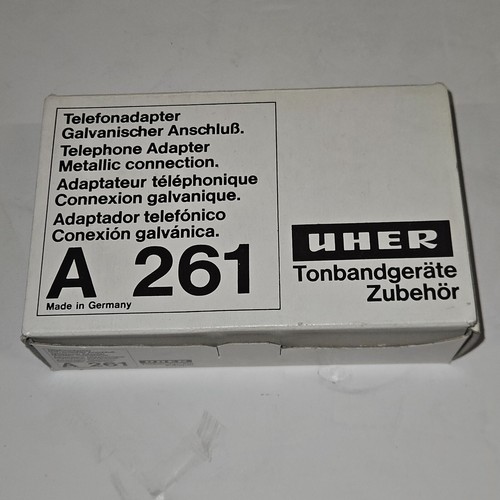 Telefonadapter
Galvanischer Anschluß.
Telephone Adapter
Metallic connection.
Adaptateur téléphonique
Connexion galvanique.
Adaptador telefónico
Conexión galvánica.
A 261
Made in Germany
UHER
Tonbandgeräte
Zubehör
A 261
UHER